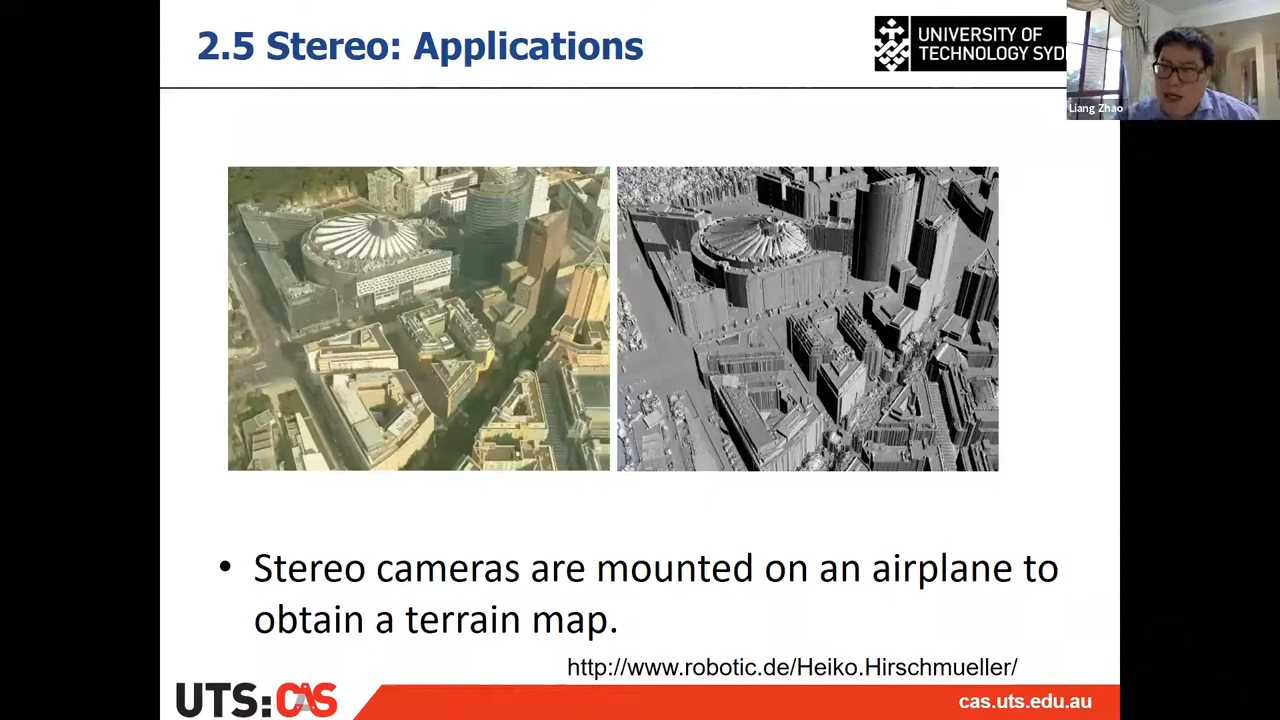 2.5 Stereo: Applications
UNIVERSITY OF
TECHNOLOGY SYD
Liang Zhao
• Stereo cameras are mounted on an airplane to
obtain a terrain map.
http://www.robotic.de/Heiko.Hirschmueller/
UTS:CAS
cas.uts.edu.au